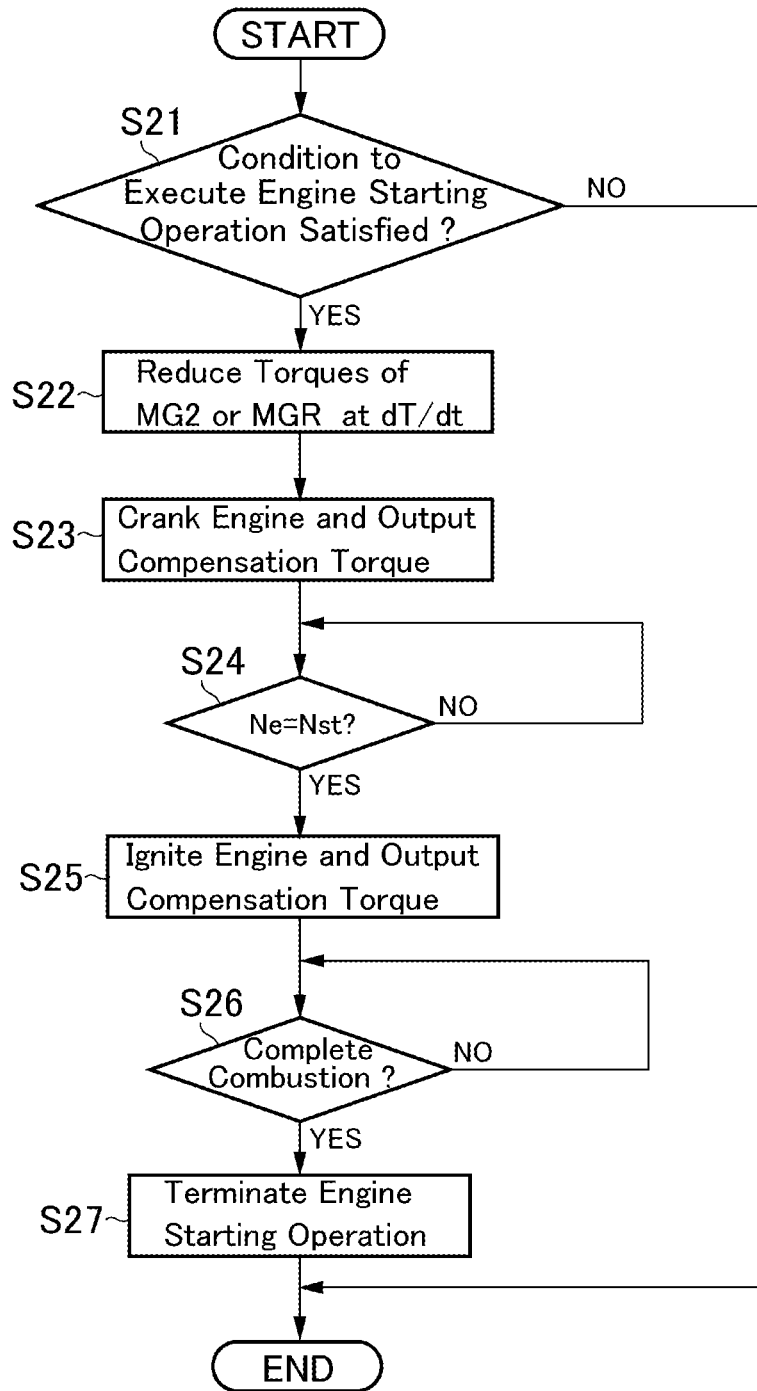 START
S21
Condition to
Execute Engine Starting
Operation Satisfied ?
NO
YES
S22
Reduce Torques of
MG2 or MGR at dT/dt
S23
Crank Engine and Output
Compensation Torque
S24
Ne=Nst?
NO
YES
S25
Ignite Engine and Output
Compensation Torque
S26
Complete
Combustion ?
NO
YES
S27
Terminate Engine
Starting Operation
END